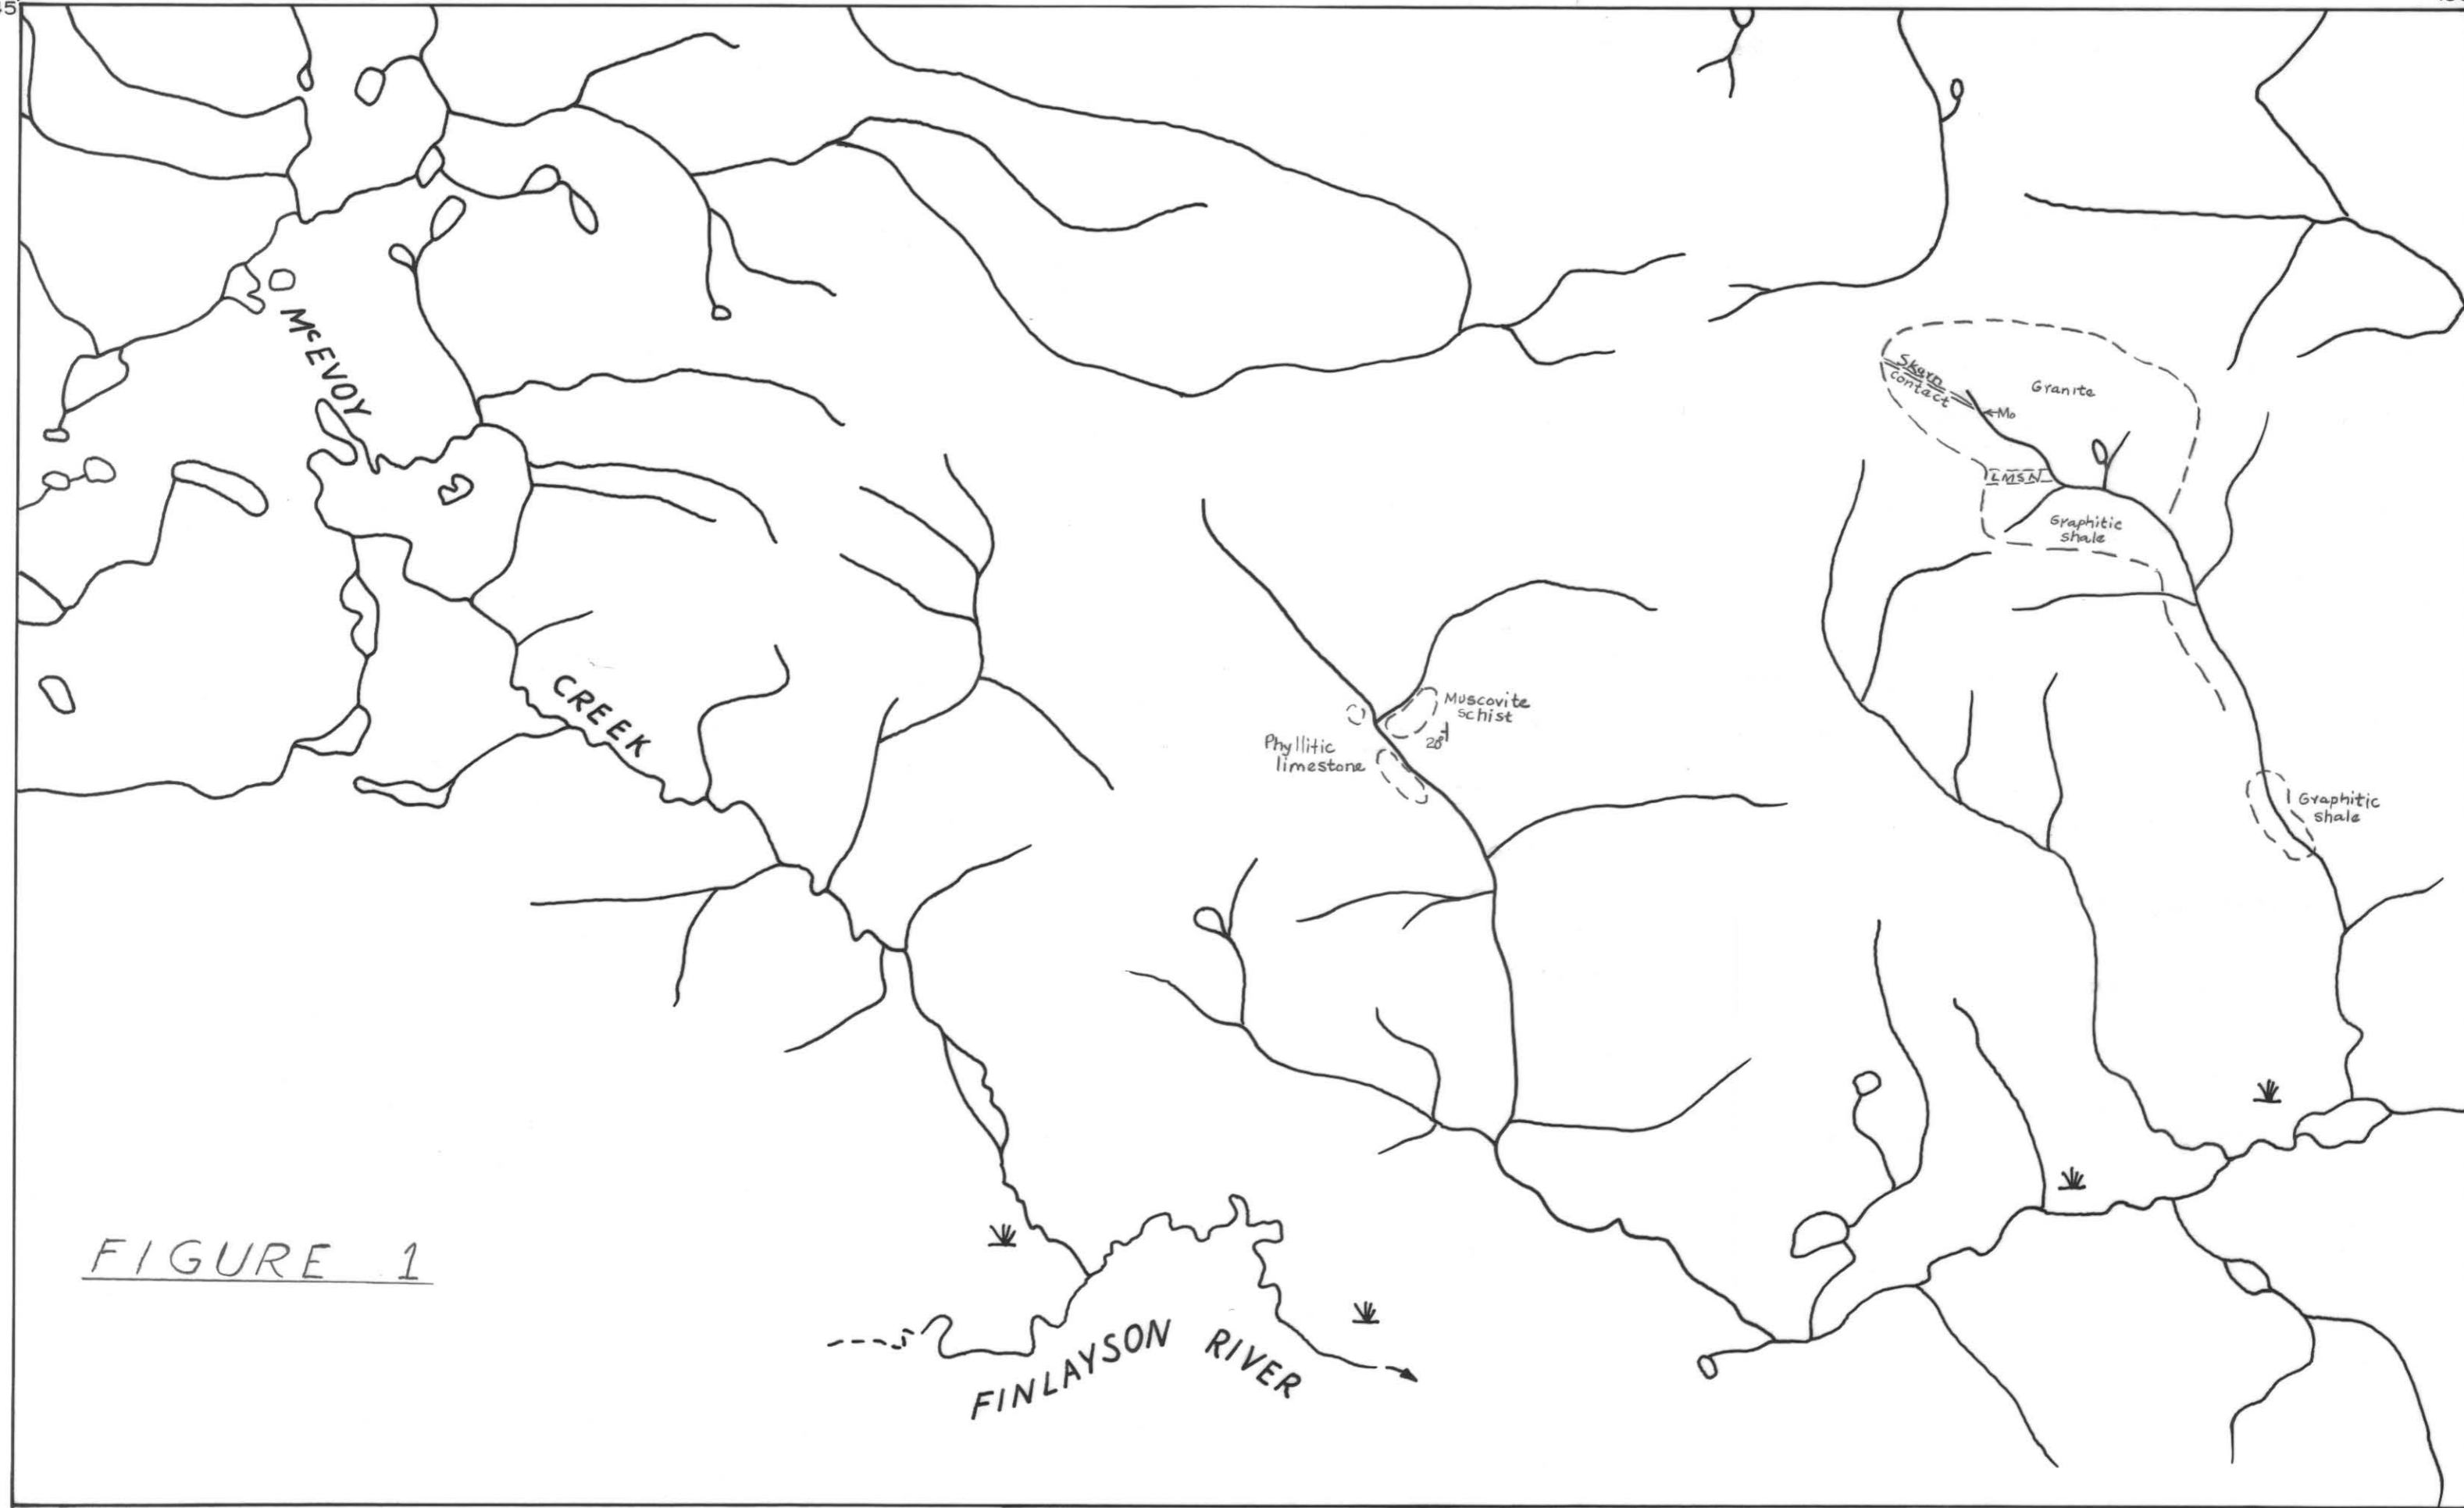 McEVOY
CREEK
Skarn
contact
Granite
Mo
LMSN
Graphitic
shale
Muscovite
schist
20°
Phyllitic
limestone
Graphitic
shale
FIGURE 1
FINLAYSON RIVER